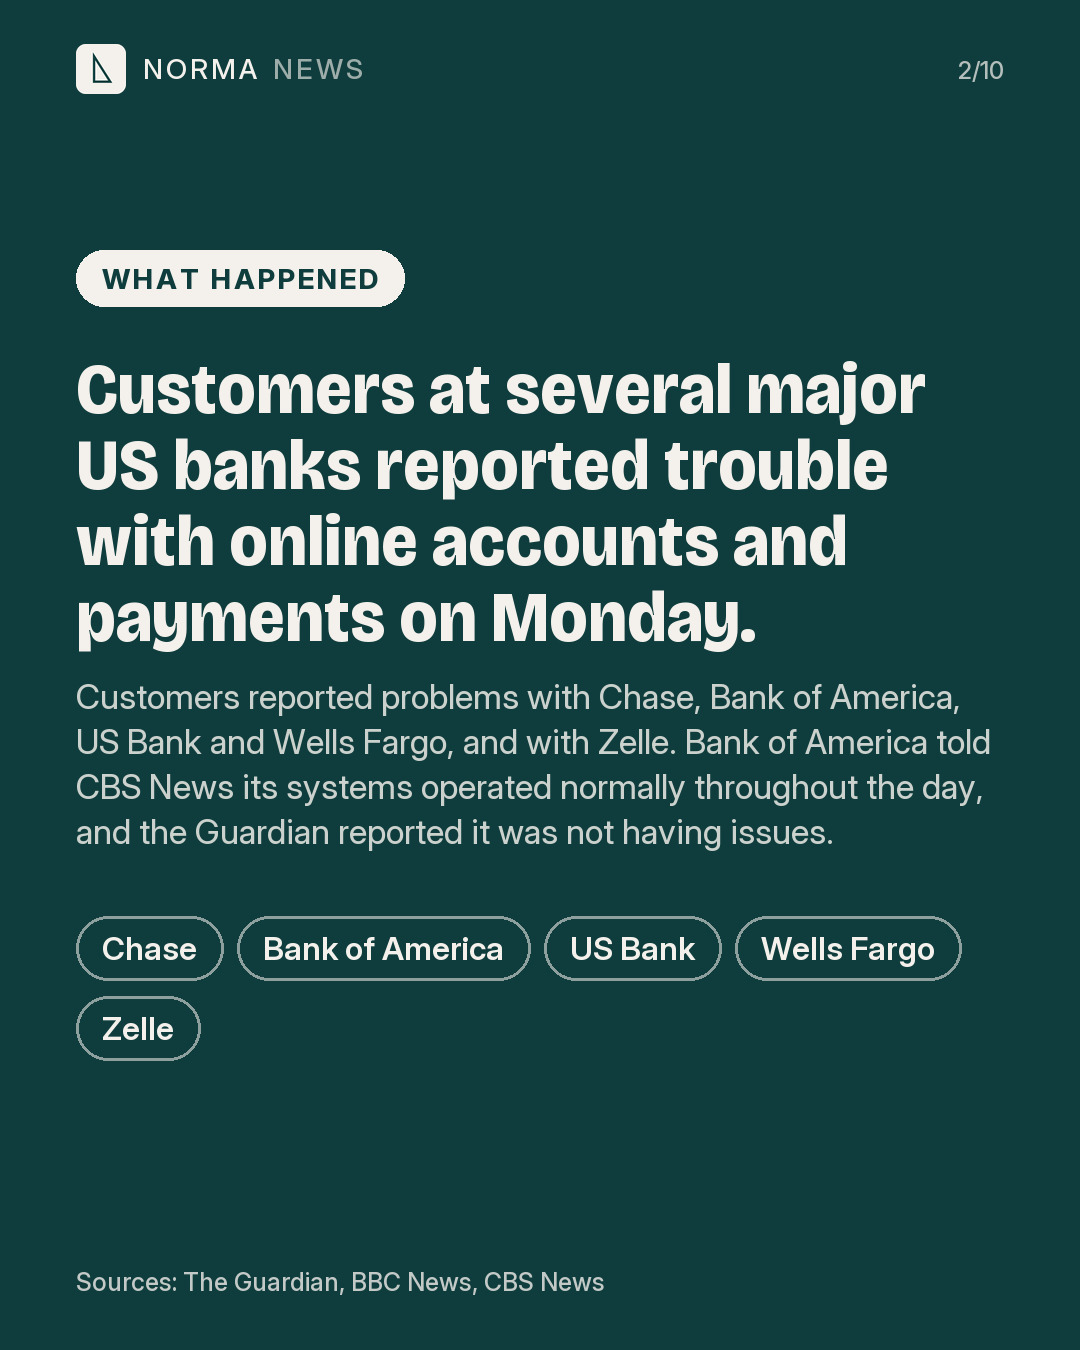 NORMA NEWS
2/10
WHAT HAPPENED
Customers at several major
US banks reported trouble
with online accounts and
payments on Monday.
Customers reported problems with Chase, Bank of America,
US Bank and Wells Fargo, and with Zelle. Bank of America told
CBS News its systems operated normally throughout the day,
and the Guardian reported it was not having issues.
Chase
Bank of America
US Bank
Wells Fargo
Zelle
Sources: The Guardian, BBC News, CBS News